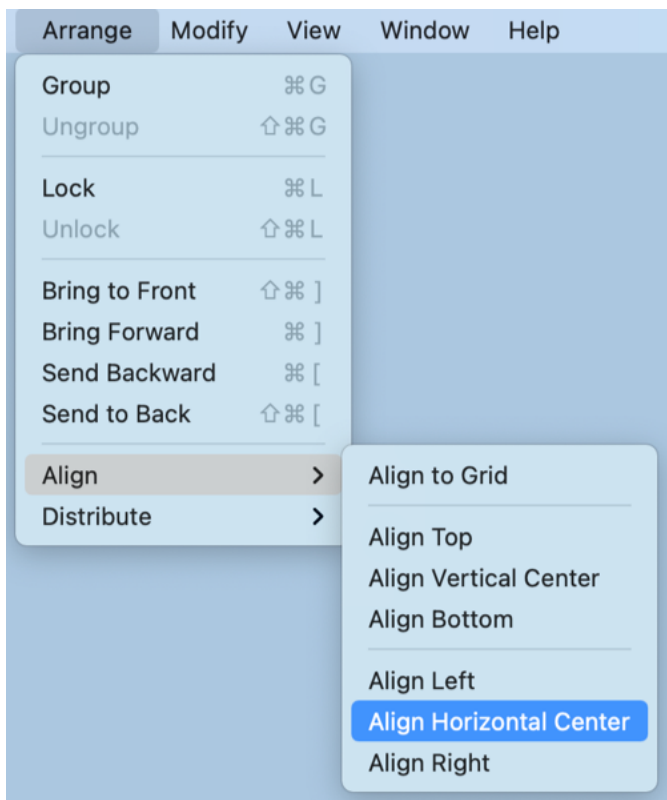 Arrange Modify View Window Help
Group ⌘G
Ungroup ⇧⌘G
Lock ⌘L
Unlock ⇧⌘L
Bring to Front ⇧⌘]
Bring Forward ⌘]
Send Backward ⌘[
Send to Back ⇧⌘[
Align
Distribute
Align to Grid
Align Top
Align Vertical Center
Align Bottom
Align Left
Align Horizontal Center
Align Right